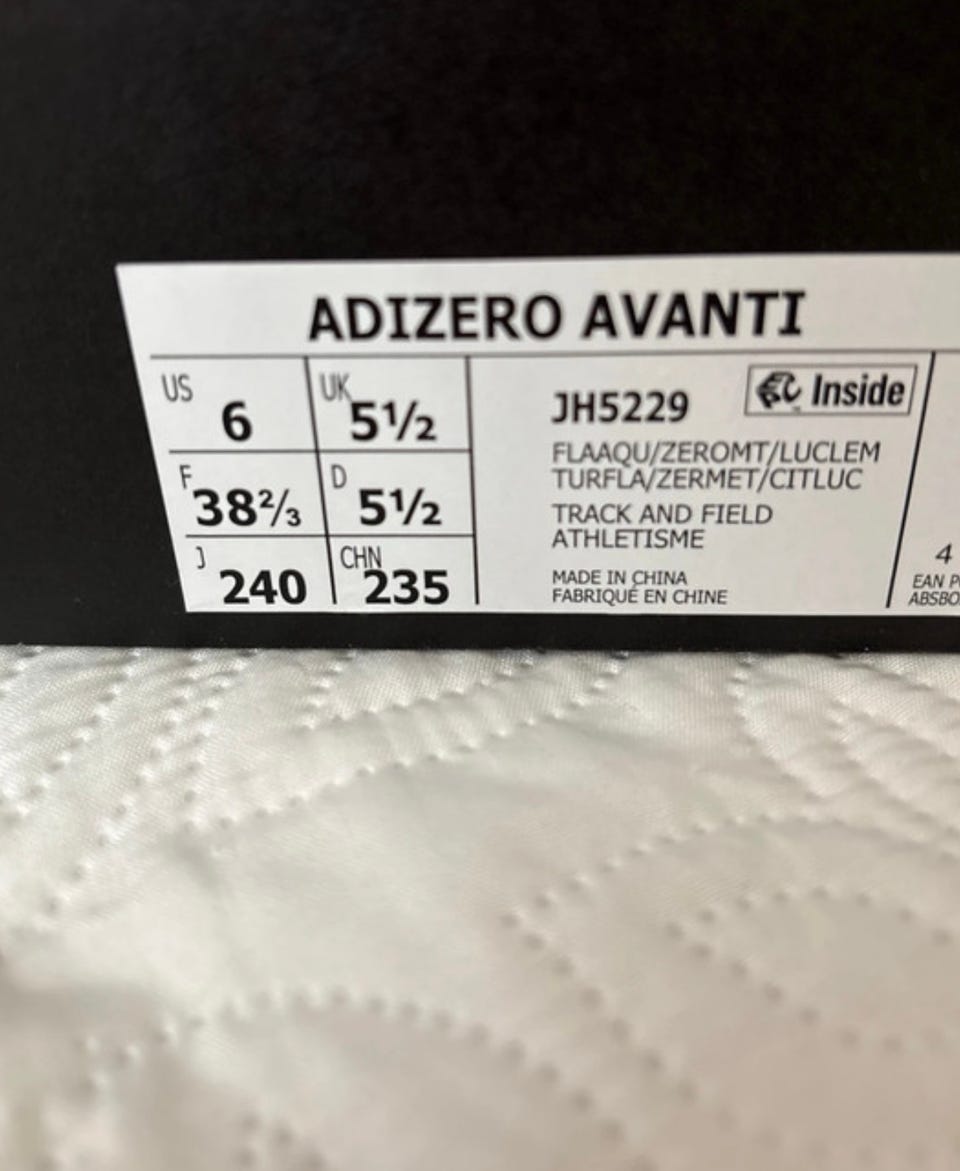 ADIZERO AVANTI
US 6
UK 5½
F 38⅔
D 5½
J 240
CHN 235
JH5229
Inside
FLAAQU/ZEROMT/LUCLEM
TURFLA/ZERMET/CITLUC
TRACK AND FIELD
ATHLETISME
MADE IN CHINA
FABRIQUÉ EN CHINE
4
EAN